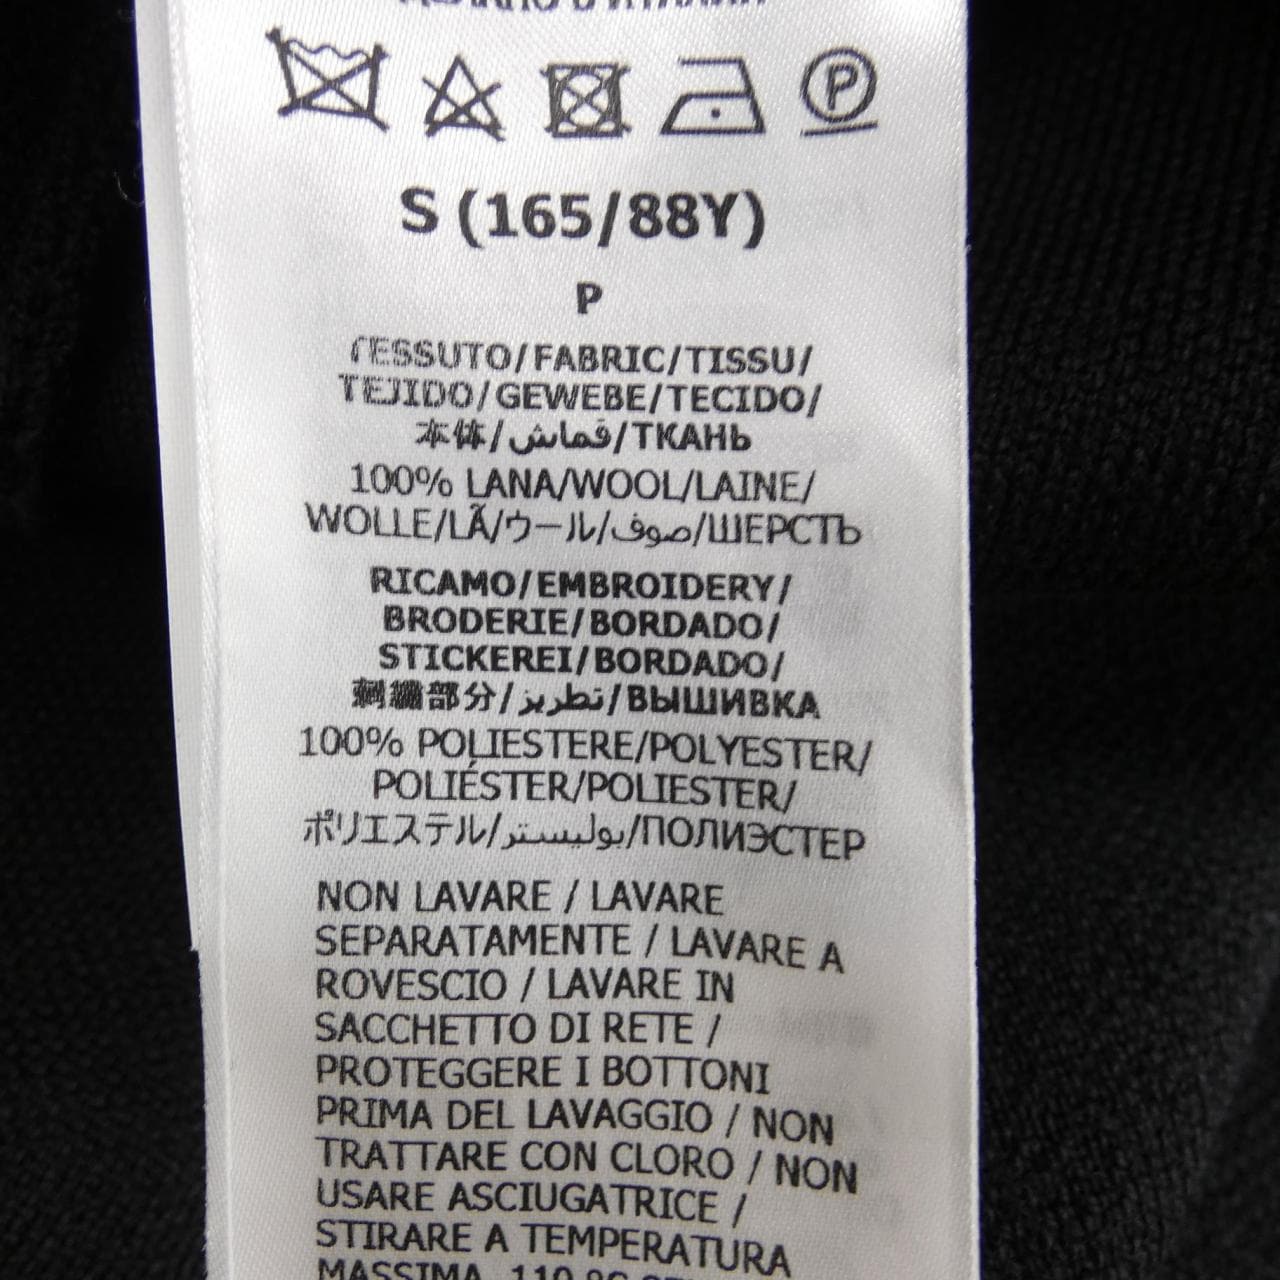 P
S (165/88Y)
P
TESSUTO/FABRIC/TISSU/
TEJIDO/GEWEBE/TECIDO/
本体/قماش/ТКАНЬ
100% LANA/WOOL/LAINE/
WOLLE/LÃ/ウール/صوف/ШЕРСТЬ
RICAMO/EMBROIDERY/
BRODERIE/BORDADO/
STICKEREI/BORDADO/
刺繍部分/تطريز/ВЫШИВКА
100% POLIESTERE/POLYESTER/
POLIÉSTER/POLIESTER/
ポリエステル/بوليستر/ПОЛИЭСТЕР
NON LAVARE / LAVARE
SEPARATAMENTE / LAVARE A
ROVESCIO / LAVARE IN
SACCHETTO DI RETE /
PROTEGGERE I BOTTONI
PRIMA DEL LAVAGGIO / NON
TRATTARE CON CLORO / NON
USARE ASCIUGATRICE /
STIRARE A TEMPERATURA
MASSIMA 110